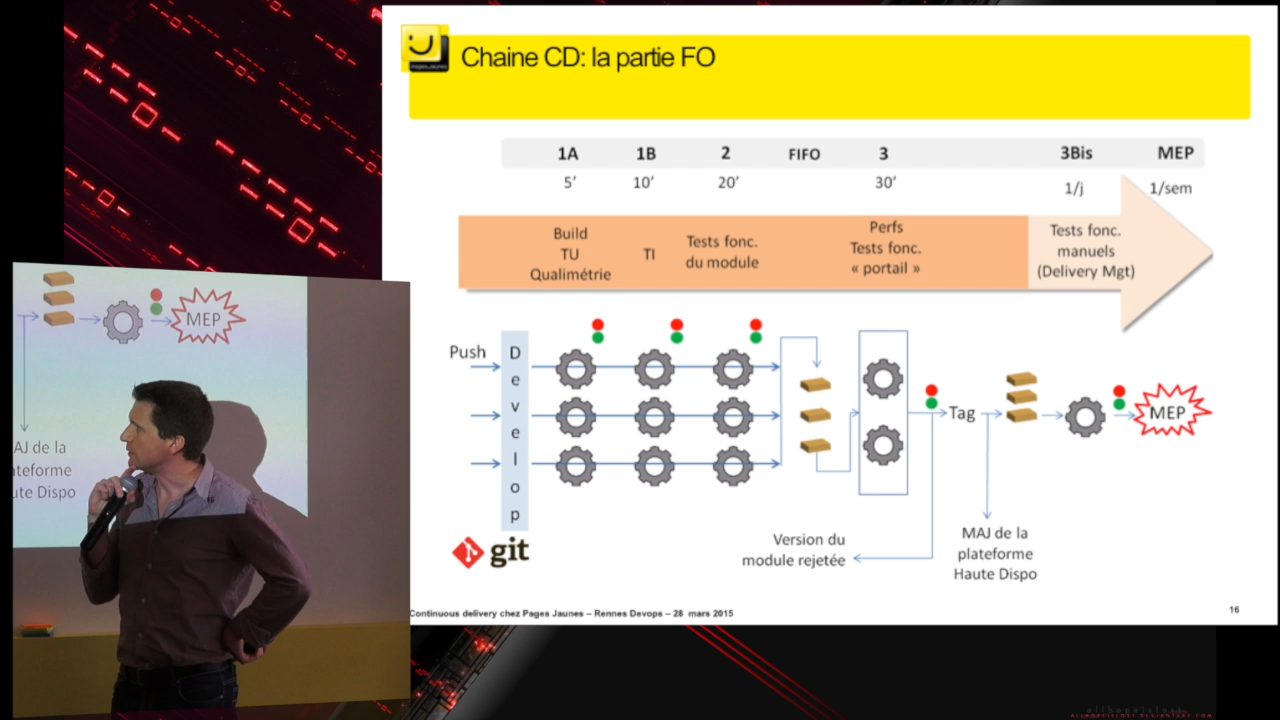 Chaine CD: la partie FO
1A 1B 2 FIFO 3 3Bis MEP
5' 10' 20' 30' 1/j 1/sem
Build
TU
Qualimétrie
TI
Tests fonc.
du module
Perfs
Tests fonc.
« portail »
Tests fonc.
manuels
(Delivery Mgt)
Push
D
e
v
e
l
o
p
git
Tag
MEP
Version du
module rejetée
MAJ de la
plateforme
Haute Dispo
Continuous delivery chez Pages Jaunes – Rennes Devops – 28 mars 2015
16
MEP
AJ de la
ateforme
ute Dispo